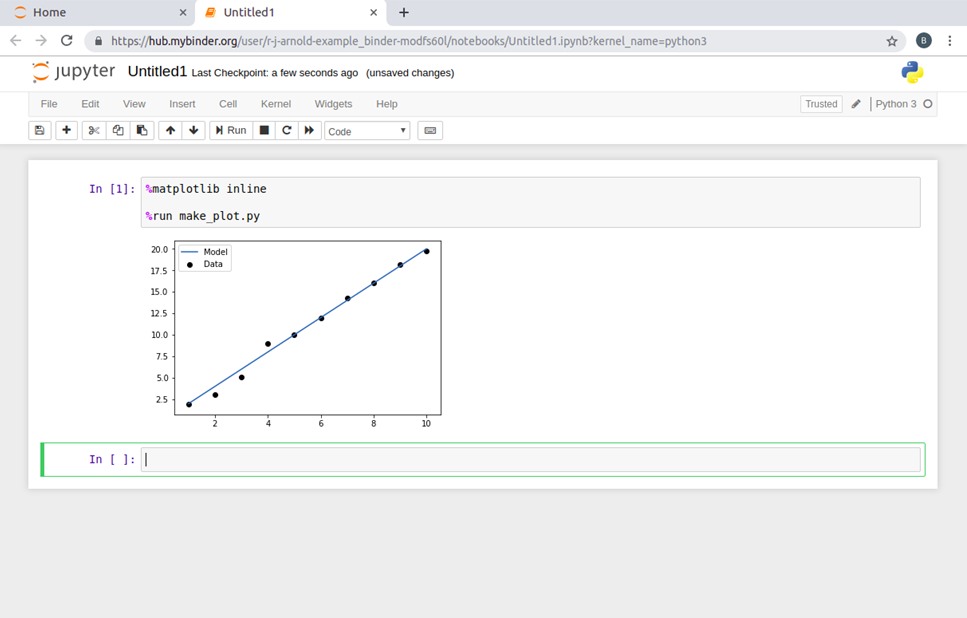 Home
Untitled1
https://hub.mybinder.org/user/r-j-arnold-example_binder-modfs60l/notebooks/Untitled1.ipynb?kernel_name=python3
B
jupyter Untitled1 Last Checkpoint: a few seconds ago (unsaved changes)
File Edit View Insert Cell Kernel Widgets Help
Trusted Python 3
Run Code
In [1]: %matplotlib inline
%run make_plot.py
20.0
17.5
15.0
12.5
10.0
7.5
5.0
2.5
Model
Data
2 4 6 8 10
In [ ]: